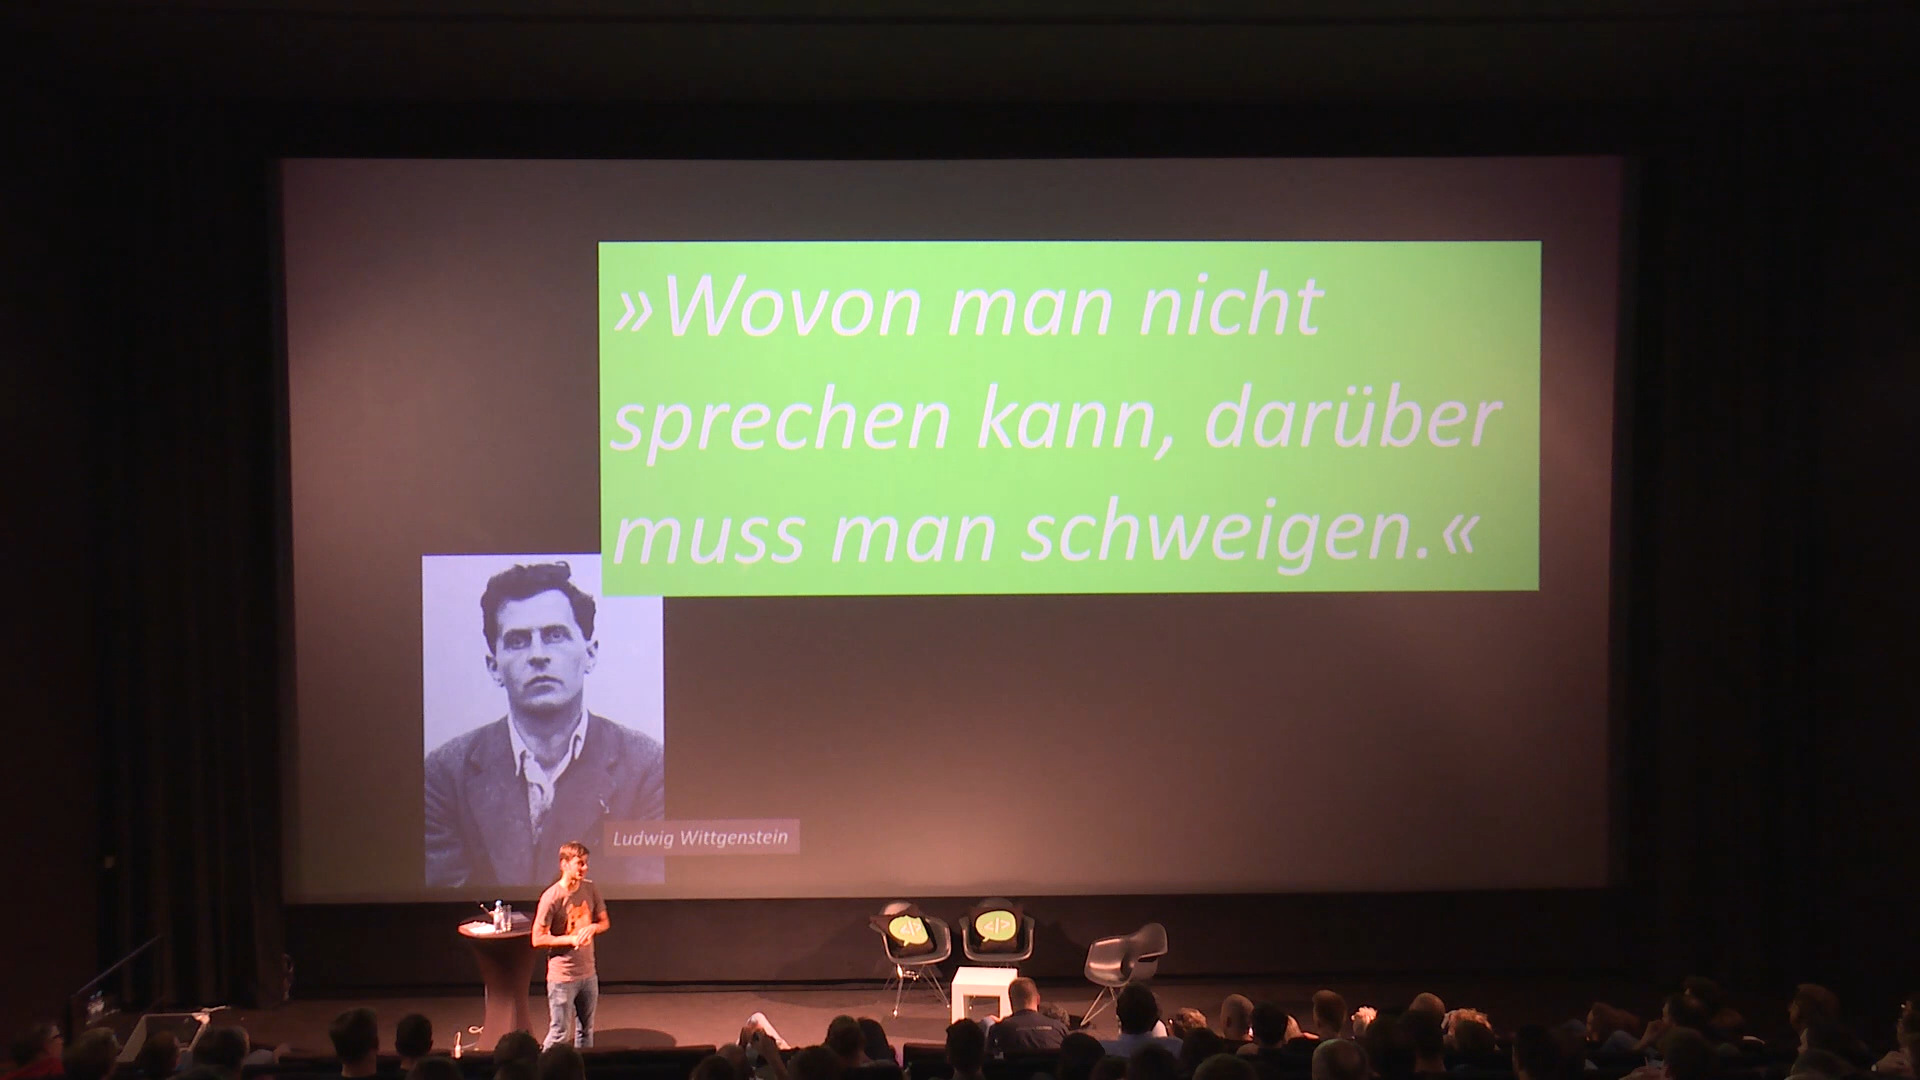 »Wovon man nicht
sprechen kann, darüber
muss man schweigen.«
Ludwig Wittgenstein
</>
</>